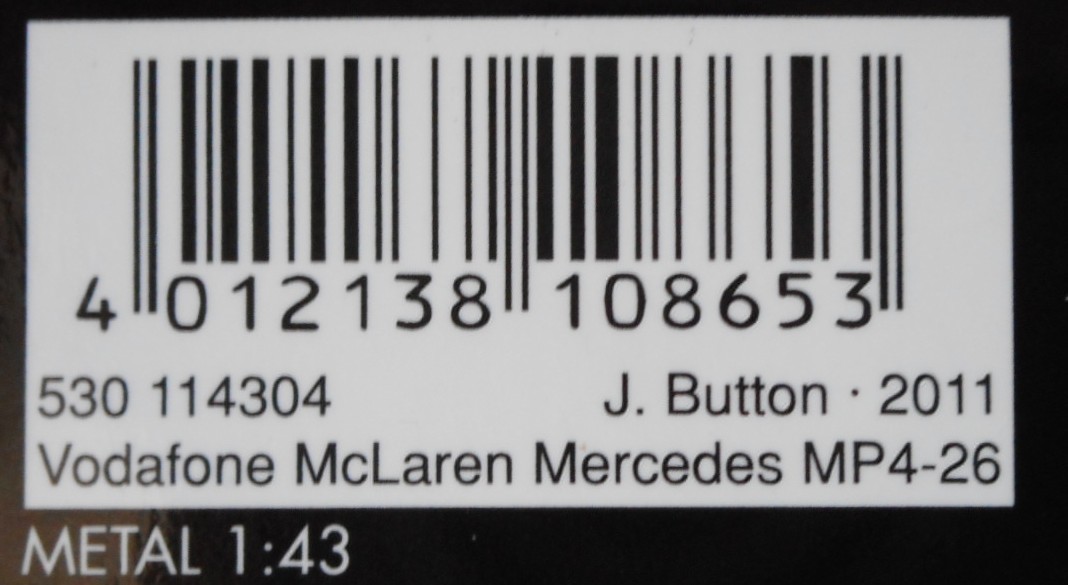 4 012138 108653
530 114304 J. Button · 2011
Vodafone McLaren Mercedes MP4-26
METAL 1:43